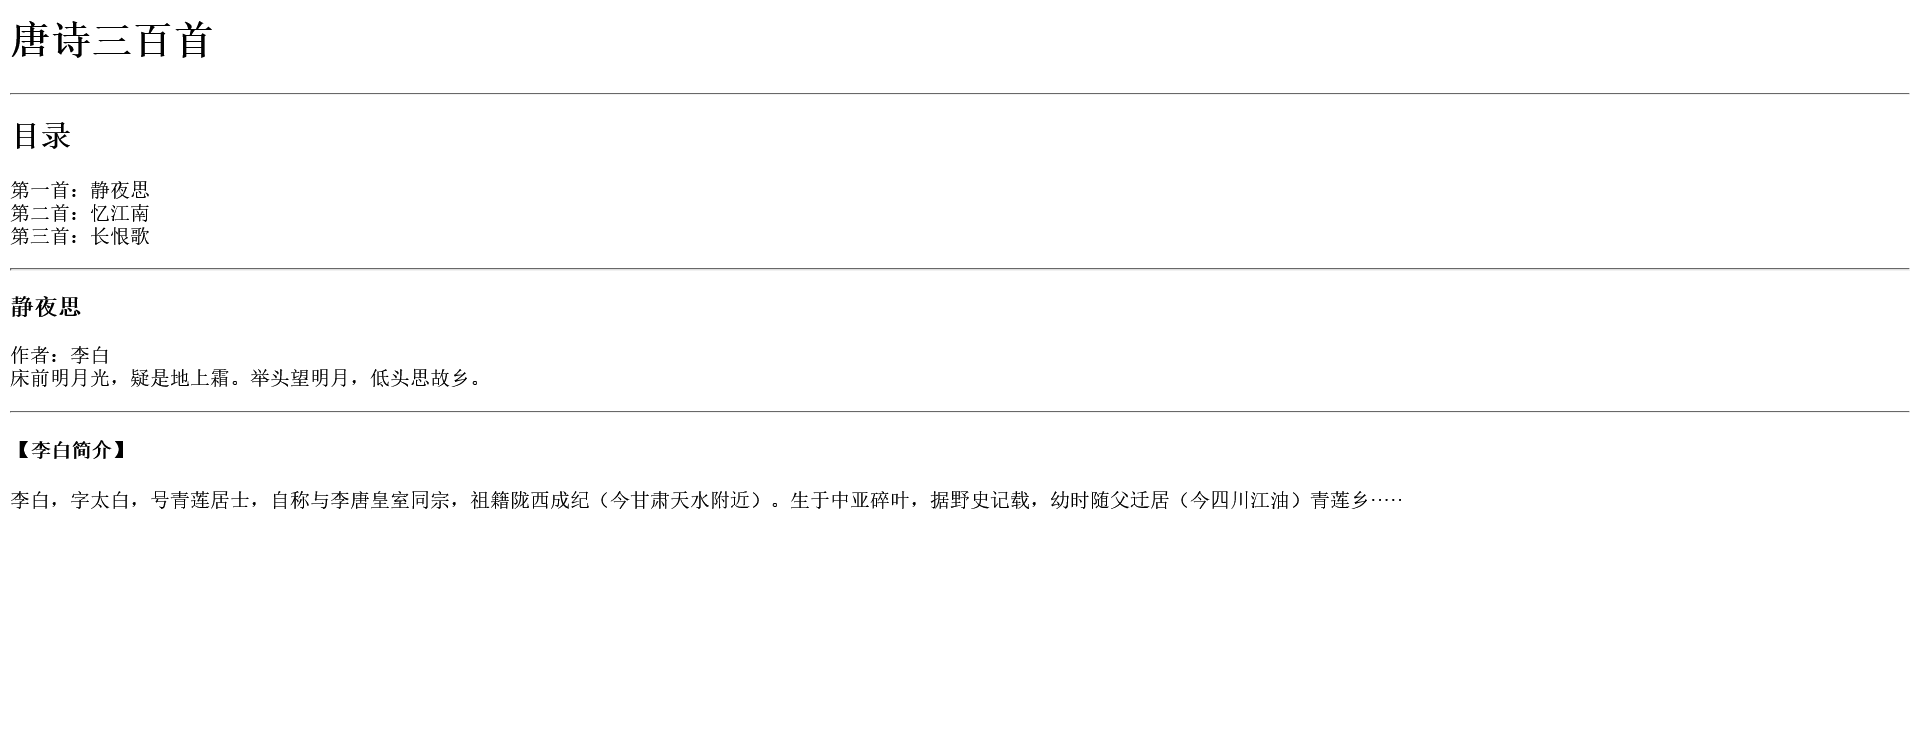 唐诗三百首
目录
第一首：静夜思
第二首：忆江南
第三首：长恨歌
静夜思
作者：李白
床前明月光，疑是地上霜。举头望明月，低头思故乡。
【李白简介】
李白，字太白，号青莲居士，自称与李唐皇室同宗，祖籍陇西成纪（今甘肃天水附近）。生于中亚碎叶，据野史记载，幼时随父迁居（今四川江油）青莲乡·····